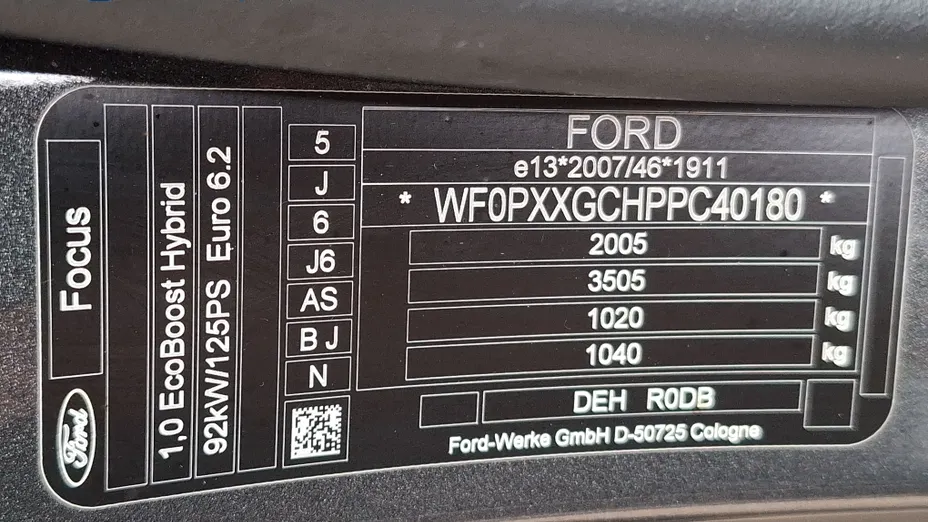 Focus
Ford
1,0 EcoBoost Hybrid
92kW/125PS Euro 6.2
5
J
6
J6
AS
B J
N
FORD
e13*2007/46*1911
* WF0PXXGCHPPC40180 *
2005 kg
3505 kg
1020 kg
1040 kg
DEH R0DB
Ford-Werke GmbH D-50725 Cologne